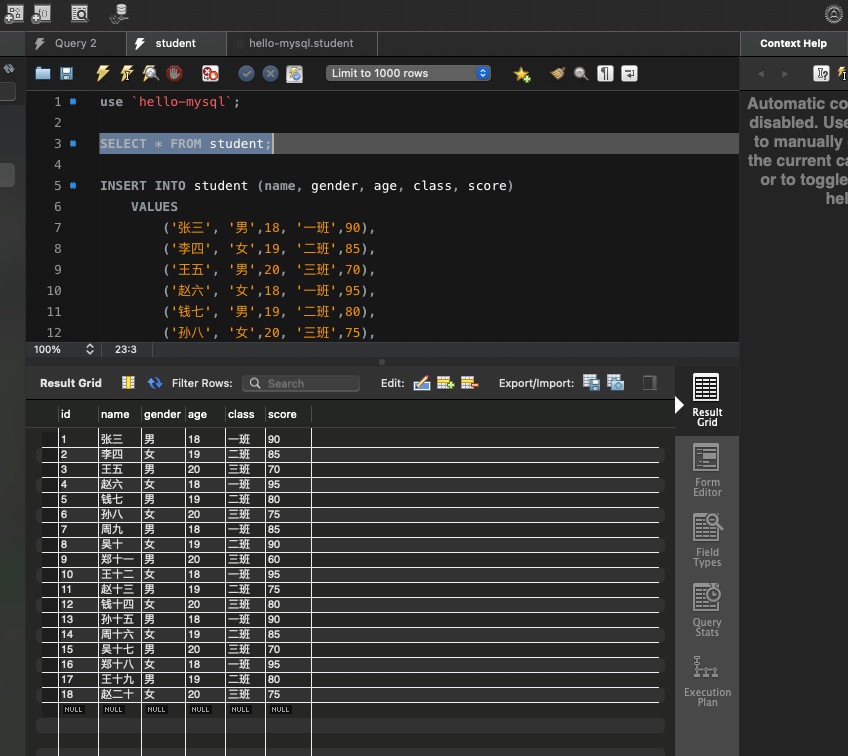 Query 2 student hello-mysql.student Context Help
Limit to 1000 rows
Automatic co
disabled. Use
to manually
the current ca
or to toggle
hel
1 use `hello-mysql`;
2
3 SELECT * FROM student;
4
5 INSERT INTO student (name, gender, age, class, score)
6 VALUES
7 ('张三', '男',18, '一班',90),
8 ('李四', '女',19, '二班',85),
9 ('王五', '男',20, '三班',70),
10 ('赵六', '女',18, '一班',95),
11 ('钱七', '男',19, '二班',80),
12 ('孙八', '女',20, '三班',75),
100% 23:3
Result Grid Filter Rows: Search Edit: Export/Import:
id name gender age class score
1 张三 男 18 一班 90
2 李四 女 19 二班 85
3 王五 男 20 三班 70
4 赵六 女 18 一班 95
5 钱七 男 19 二班 80
6 孙八 女 20 三班 75
7 周九 男 18 一班 85
8 吴十 女 19 二班 90
9 郑十一 男 20 三班 60
10 王十二 女 18 一班 95
11 赵十三 男 19 二班 75
12 钱十四 女 20 三班 80
13 孙十五 男 18 一班 90
14 周十六 女 19 二班 85
15 吴十七 男 20 三班 70
16 郑十八 女 18 一班 95
17 王十九 男 19 二班 80
18 赵二十 女 20 三班 75
NULL NULL NULL NULL NULL NULL
Result
Grid
Form
Editor
Field
Types
Query
Stats
Execution
Plan